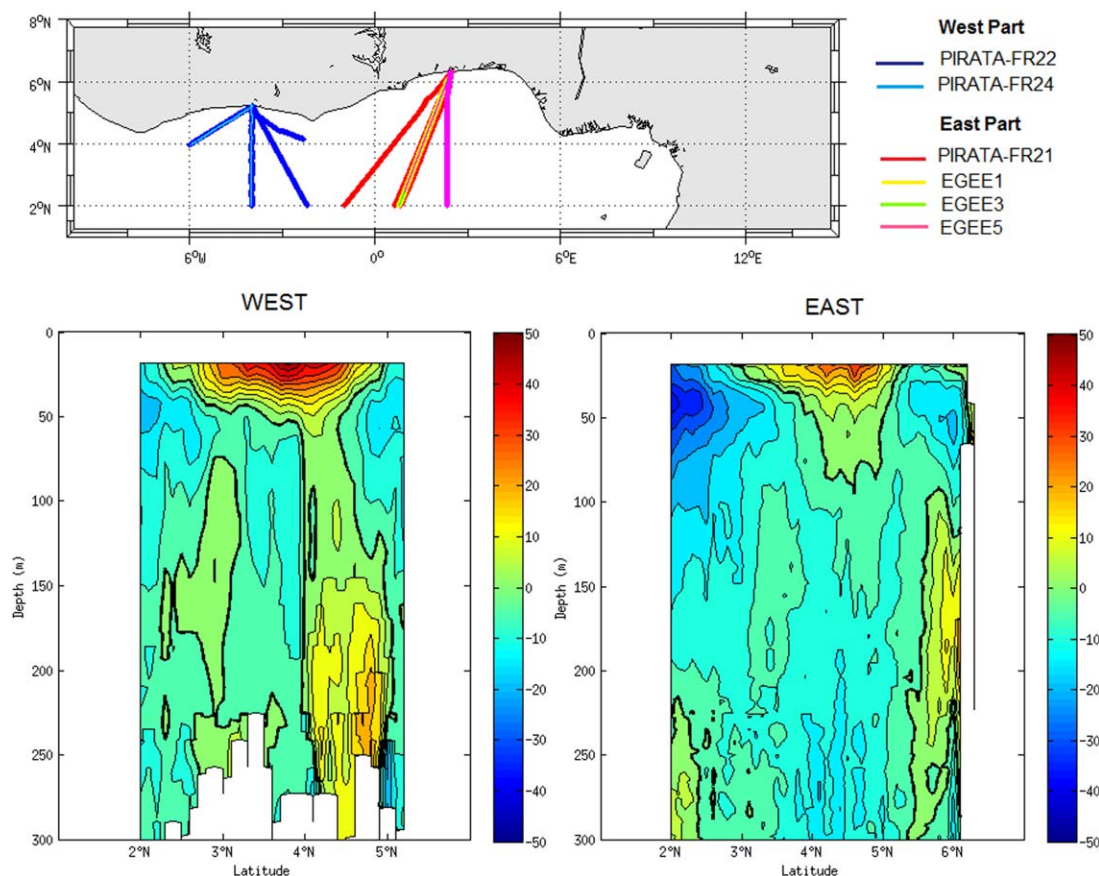 8°N
6°N
4°N
2°N
6°W
0°
6°E
12°E
West Part
PIRATA-FR22
PIRATA-FR24
East Part
PIRATA-FR21
EGEE1
EGEE3
EGEE5
WEST
0
50
100
150
200
250
300
Depth (m)
2°N
3°N
4°N
5°N
Latitude
50
40
30
20
10
0
-10
-20
-30
-40
-50
EAST
0
50
100
150
200
250
300
Depth (m)
2°N
3°N
4°N
5°N
6°N
Latitude
50
40
30
20
10
0
-10
-20
-30
-40
-50